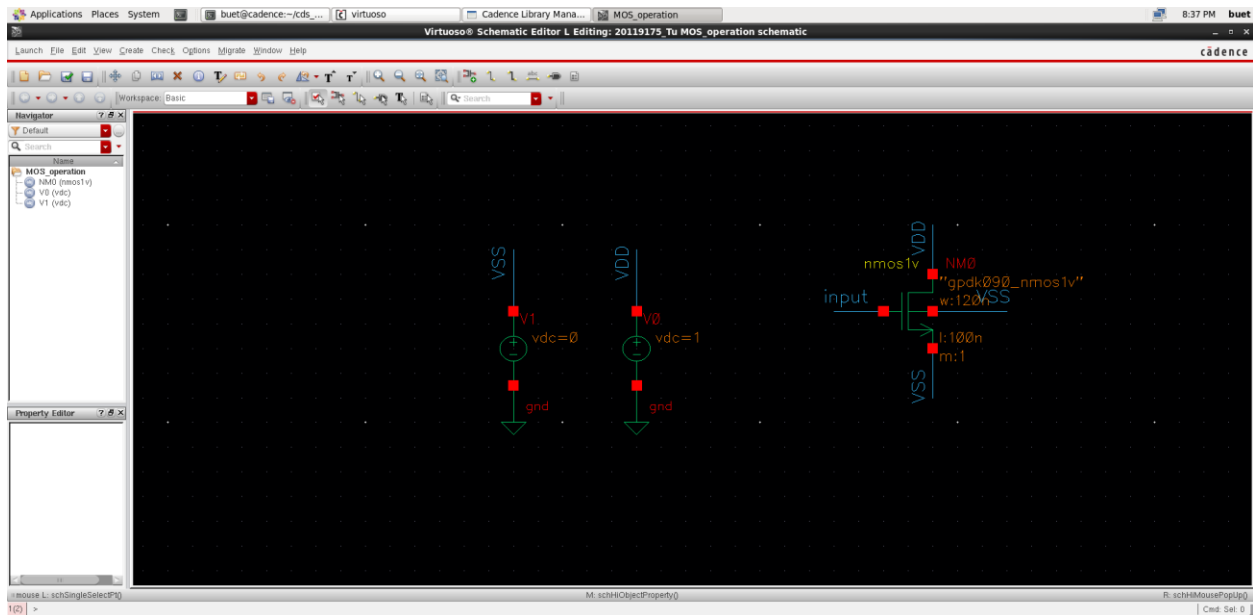 Applications Places System buet@cadence:~/cds_... virtuoso Cadence Library Mana... MOS_operation 8:37 PM buet
Virtuoso® Schematic Editor L Editing: 20119175_Tu MOS_operation schematic
Launch File Edit View Create Check Options Migrate Window Help cādence
Workspace: Basic Search
Navigator
Default
Search
Name
MOS_operation
NM0 (nmos1v)
V0 (vdc)
V1 (vdc)
Property Editor
VSS
V1
vdc=0
gnd
VDD
V0
vdc=1
gnd
VDD
nmos1v NM0
"gpdk090_nmos1v"
input
w:120n
VSS
l:100n
m:1
VSS
mouse L: schSingleSelectPt() M: schHiObjectProperty() R: schHiMousePopUp()
1(2) > Cmd: Sel: 0